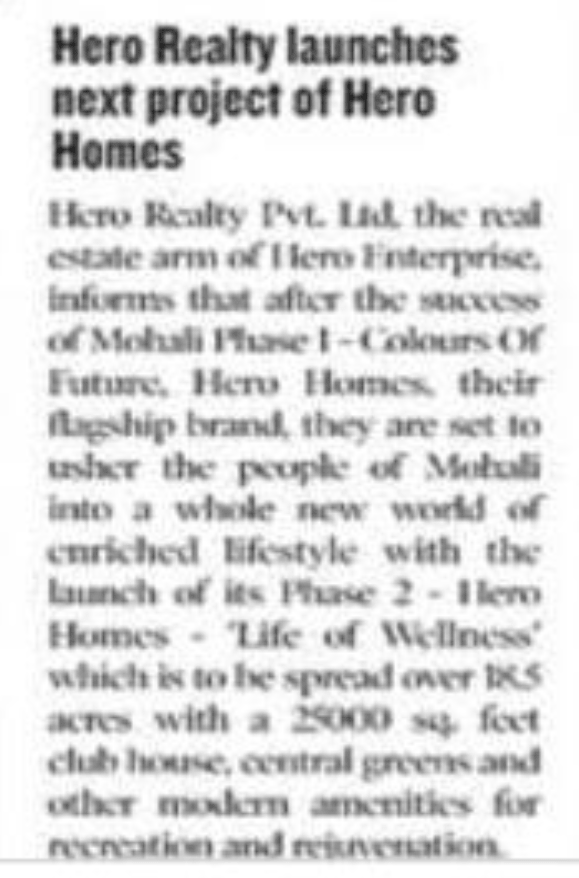 Hero Realty launches
next project of Hero
Homes
Hero Realty Pvt. Ltd, the real
estate arm of Hero Enterprise,
informs that after the success
of Mohali Phase 1 - Colours Of
Future, Hero Homes, their
flagship brand, they are set to
usher the people of Mohali
into a whole new world of
enriched lifestyle with the
launch of its Phase 2 - Hero
Homes - 'Life of Wellness'
which is to be spread over 18.5
acres with a 25000 sq. feet
club house, central greens and
other modern amenities for
recreation and rejuvenation.